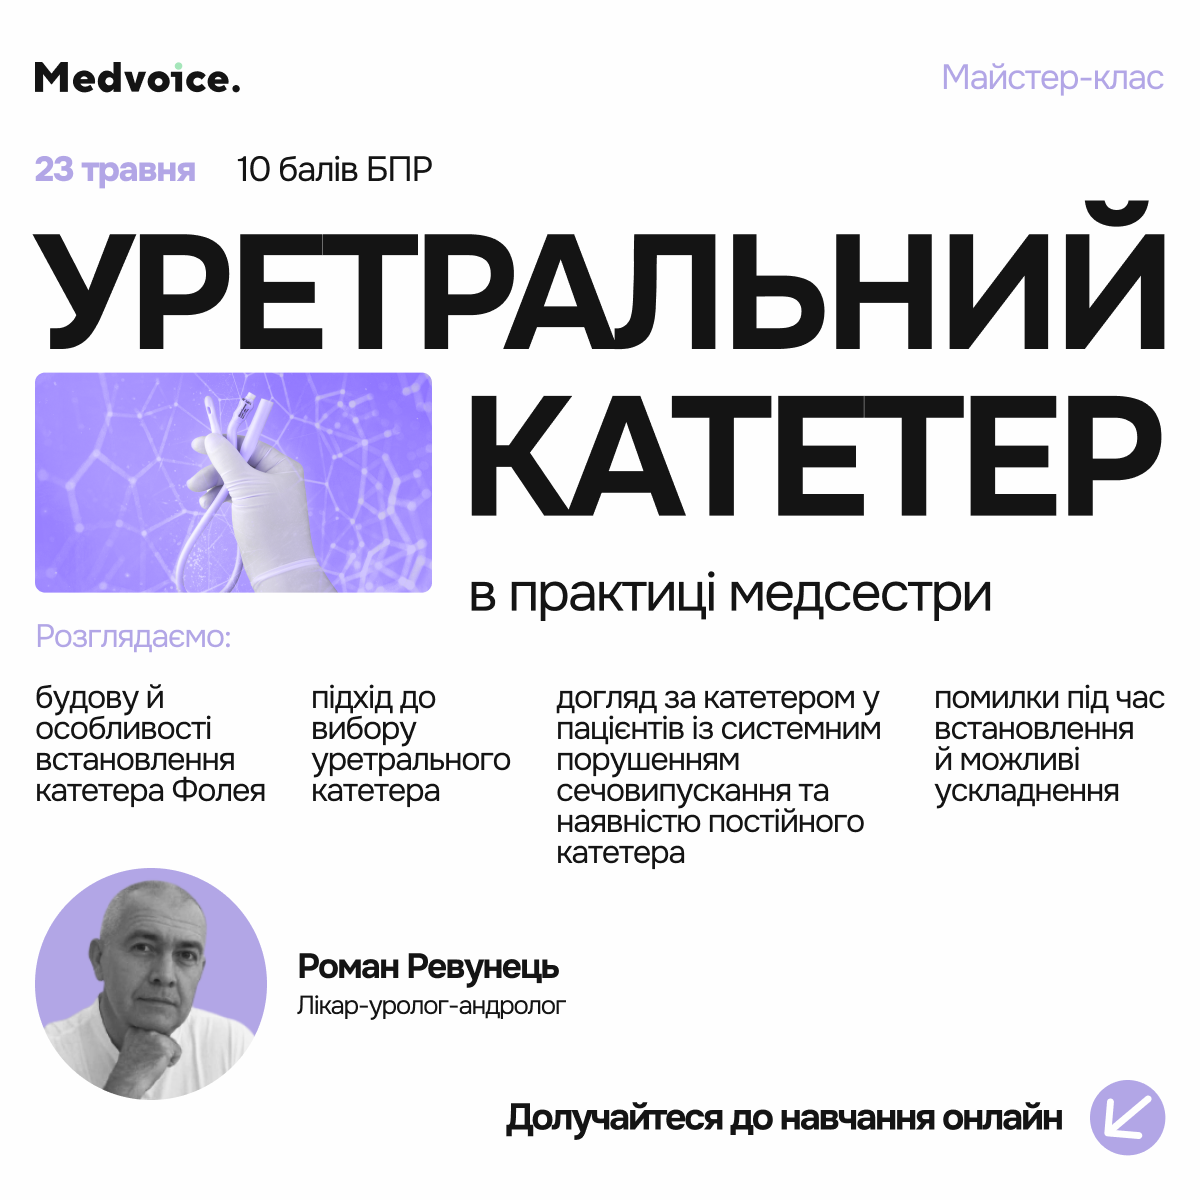 Medvoice.
Майстер-клас
23 травня 10 балів БПР
УРЕТРАЛЬНИЙ
КАТЕТЕР
в практиці медсестри
Розглядаємо:
будову й
особливості
встановлення
катетера Фолея
підхід до
вибору
уретрального
катетера
догляд за катетером у
пацієнтів із системним
порушенням
сечовипускання та
наявністю постійного
катетера
помилки під час
встановлення
й можливі
ускладнення
Роман Ревунець
Лікар-уролог-андролог
Долучайтеся до навчання онлайн